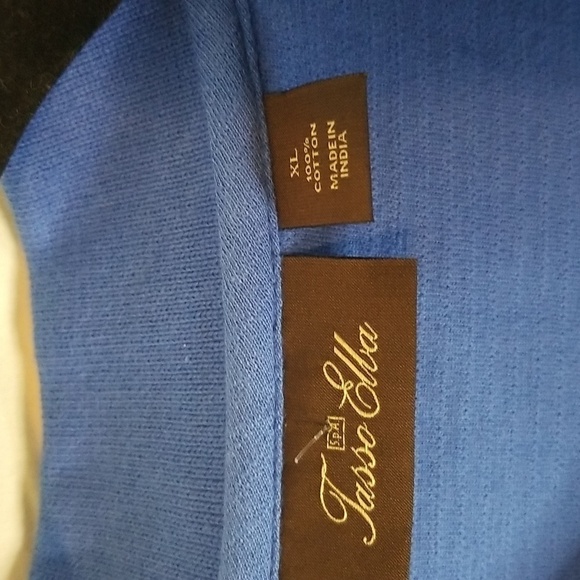 XL
100%
COTTON
MADE IN
INDIA
Tasso Elba
S.p.A